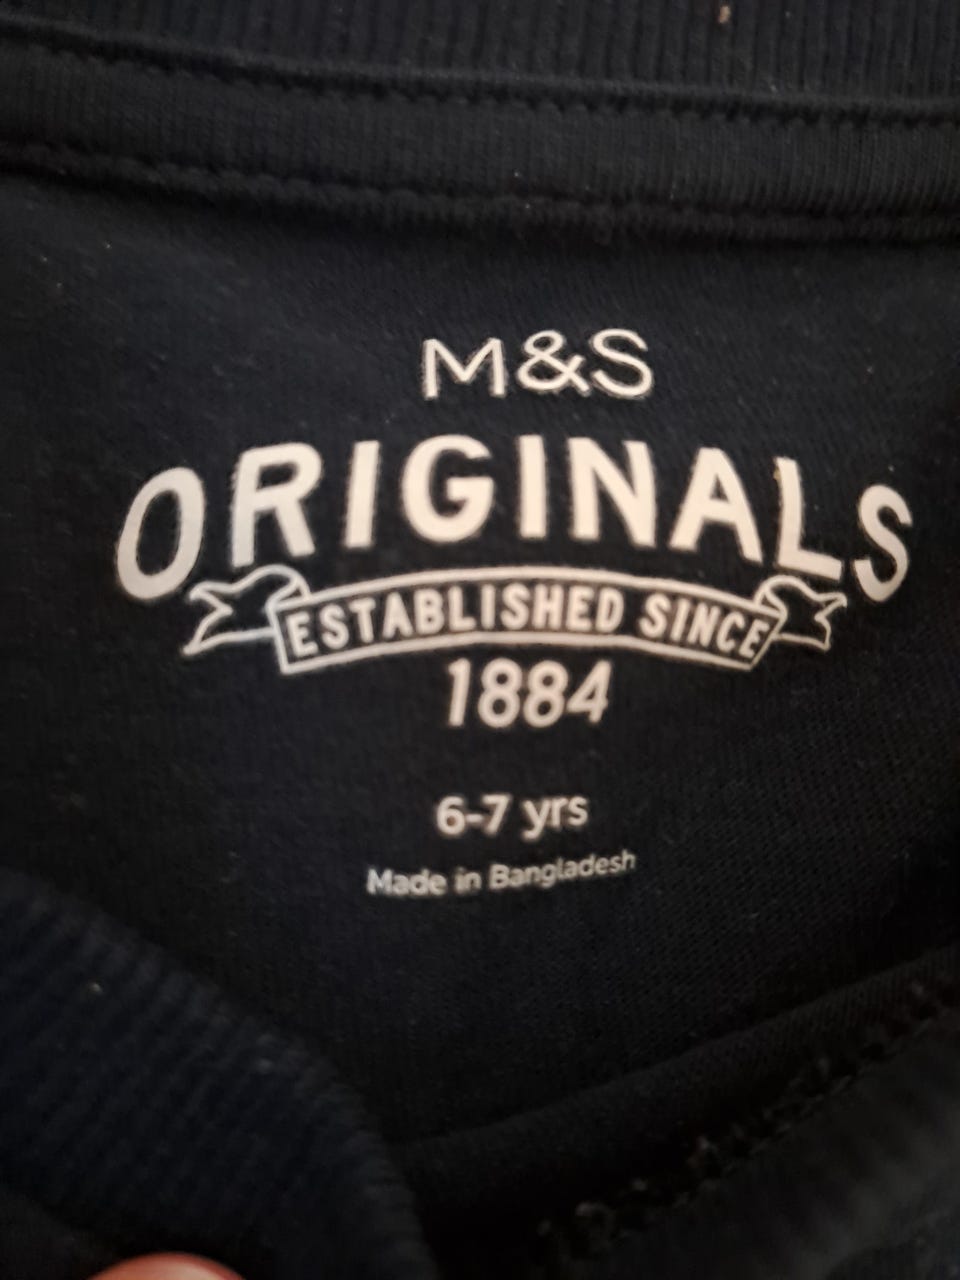 M&S
ORIGINALS
ESTABLISHED SINCE
1884
6-7 yrs
Made in Bangladesh